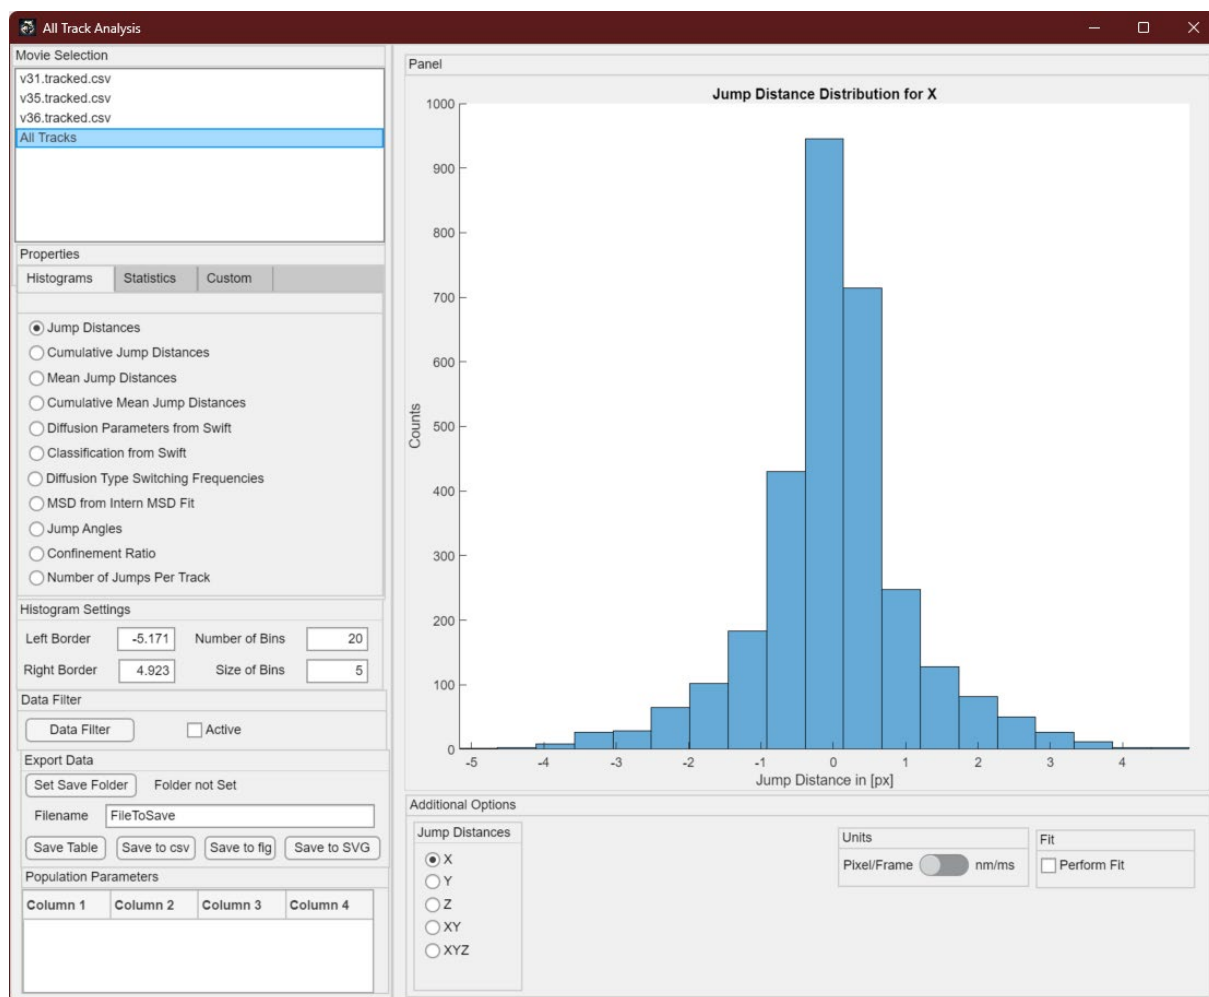 All Track Analysis
Movie Selection
v31.tracked.csv
v35.tracked.csv
v36.tracked.csv
All Tracks
Properties
Histograms Statistics Custom
Jump Distances
Cumulative Jump Distances
Mean Jump Distances
Cumulative Mean Jump Distances
Diffusion Parameters from Swift
Classification from Swift
Diffusion Type Switching Frequencies
MSD from Intern MSD Fit
Jump Angles
Confinement Ratio
Number of Jumps Per Track
Histogram Settings
Left Border -5.171 Number of Bins 20
Right Border 4.923 Size of Bins 5
Data Filter
Data Filter Active
Export Data
Set Save Folder Folder not Set
Filename FileToSave
Save Table Save to csv Save to fig Save to SVG
Population Parameters
Column 1 Column 2 Column 3 Column 4
Panel
Jump Distance Distribution for X
1000
900
800
700
600
500
400
300
200
100
0
Counts
-5 -4 -3 -2 -1 0 1 2 3 4
Jump Distance in [px]
Additional Options
Jump Distances
X
Y
Z
XY
XYZ
Units
Pixel/Frame nm/ms
Fit
Perform Fit